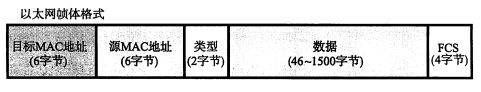 以太网帧体格式
目标MAC地址
(6字节)
源MAC地址
(6字节)
类型
(2字节)
数据
(46~1500字节)
FCS
(4字节)